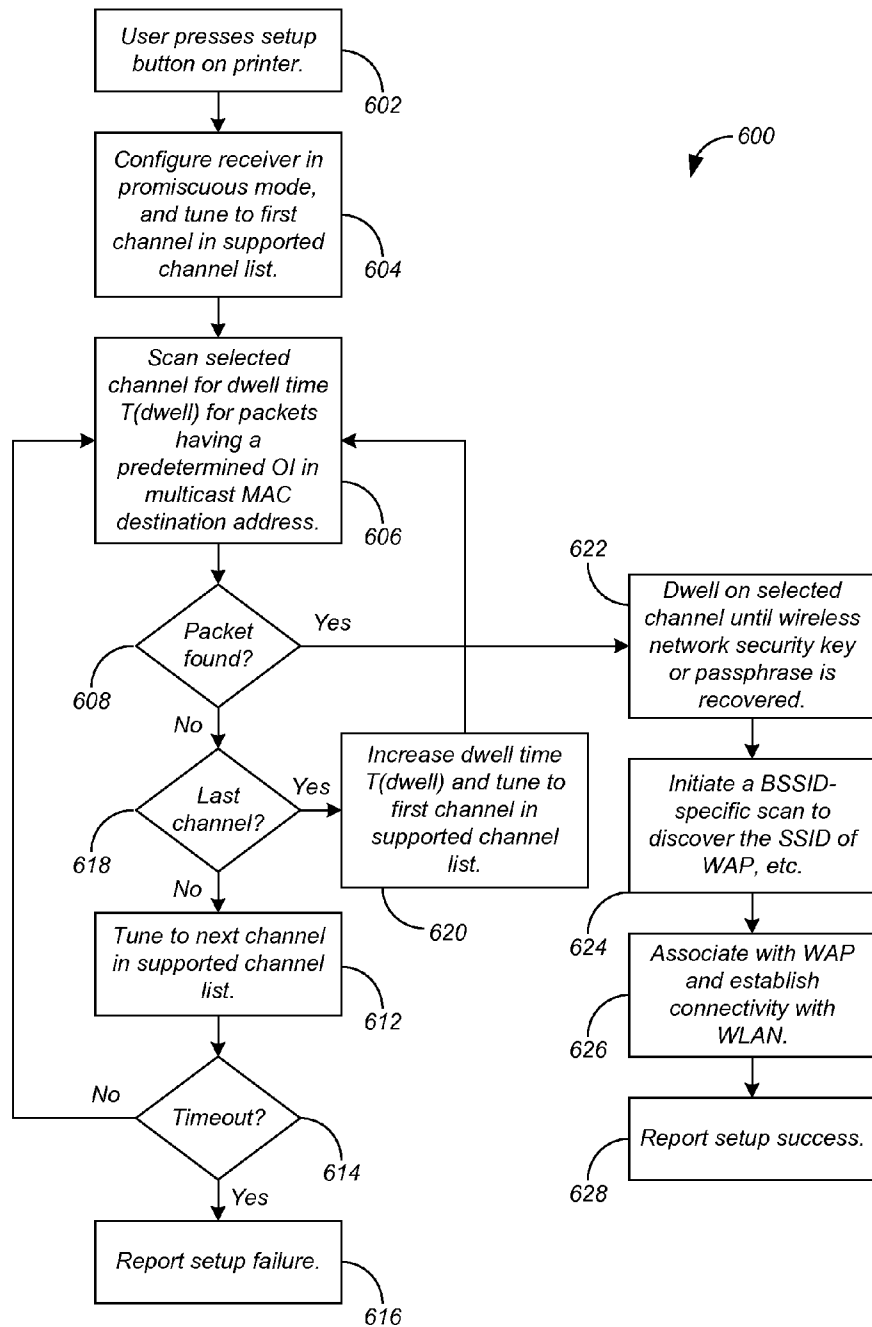 User presses setup
button on printer.
602
600
Configure receiver in
promiscuous mode,
and tune to first
channel in supported
channel list.
604
Scan selected
channel for dwell time
T(dwell) for packets
having a
predetermined OI in
multicast MAC
destination address.
606
Packet
found?
608
Yes
No
622
Dwell on selected
channel until wireless
network security key
or passphrase is
recovered.
Last
channel?
618
Yes
No
Increase dwell time
T(dwell) and tune to
first channel in
supported channel
list.
620
Initiate a BSSID-
specific scan to
discover the SSID of
WAP, etc.
624
Tune to next channel
in supported channel
list.
612
Associate with WAP
and establish
connectivity with
WLAN.
626
Timeout?
614
No
Yes
Report setup success.
628
Report setup failure.
616